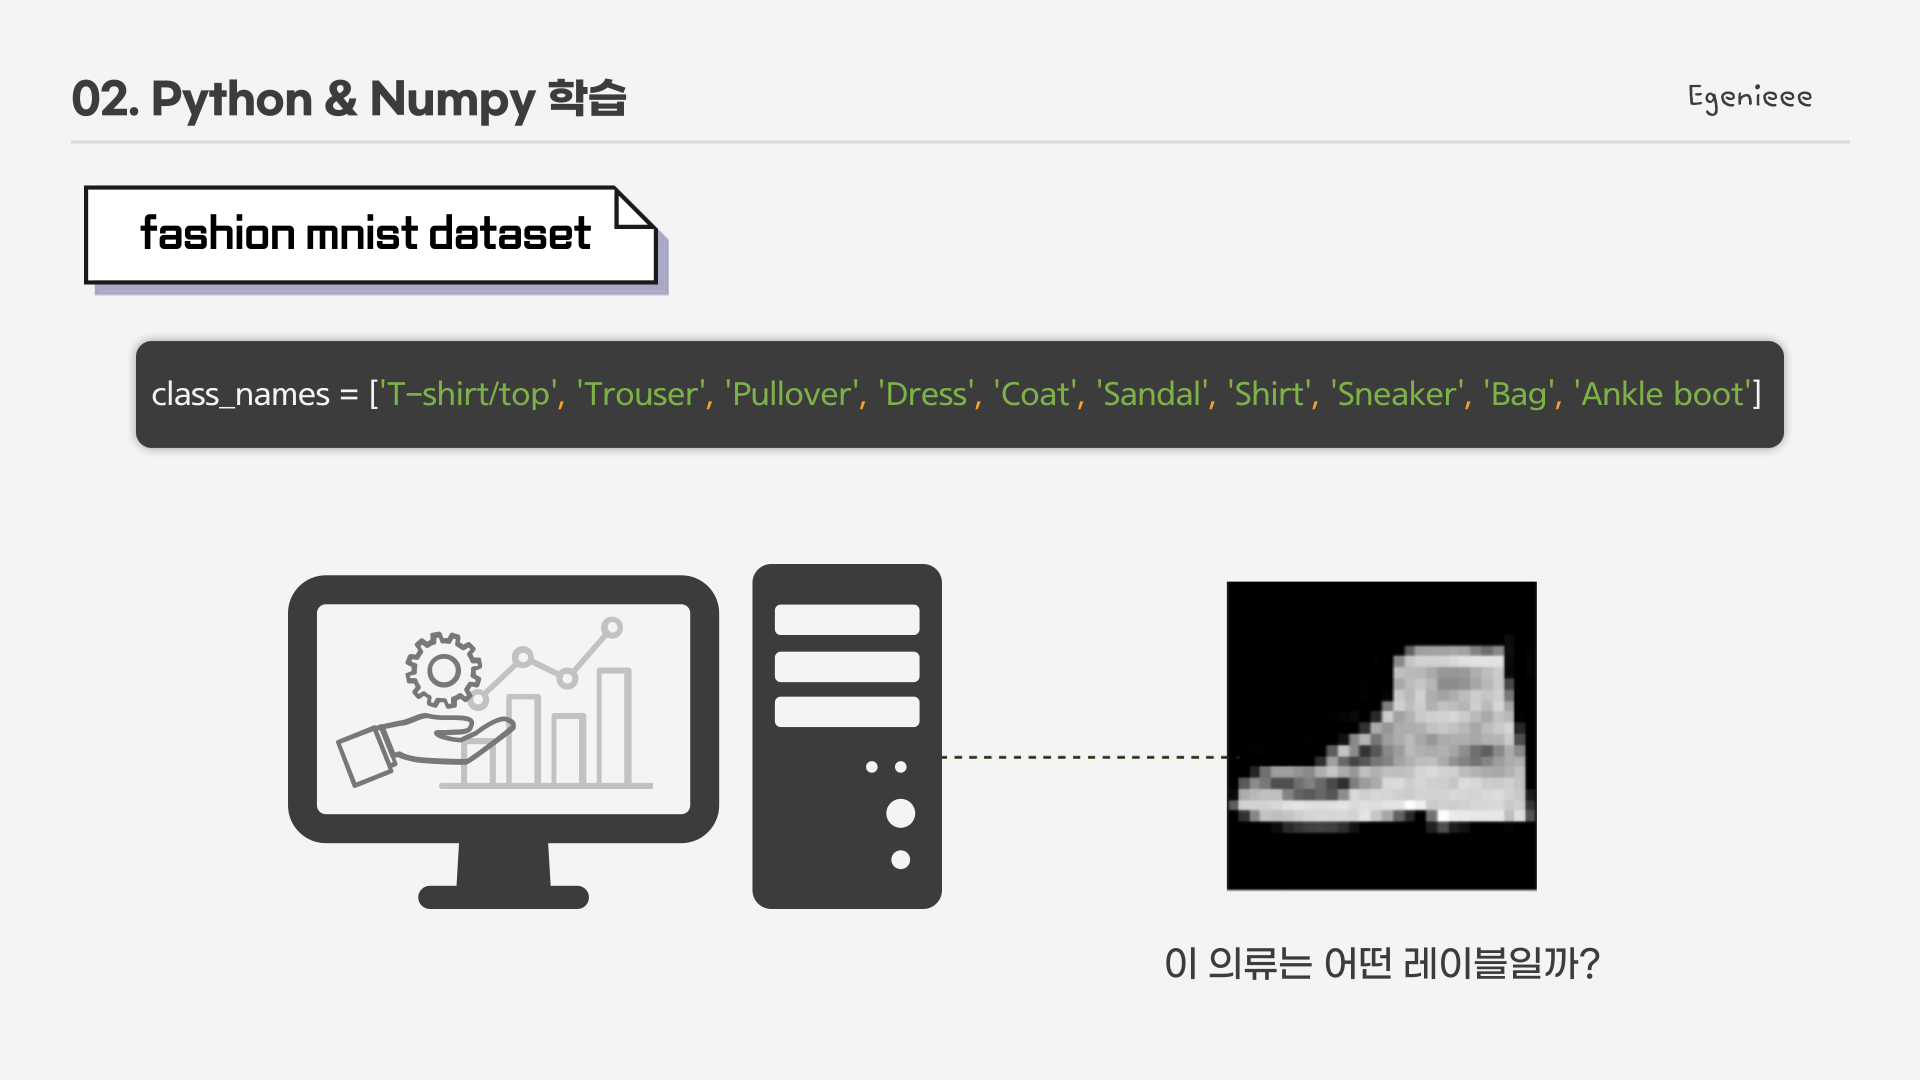 02. Python & Numpy 학습
Egenieee
fashion mnist dataset
class_names = ['T-shirt/top', 'Trouser', 'Pullover', 'Dress', 'Coat', 'Sandal', 'Shirt', 'Sneaker', 'Bag', 'Ankle boot']
이 의류는 어떤 레이블일까?